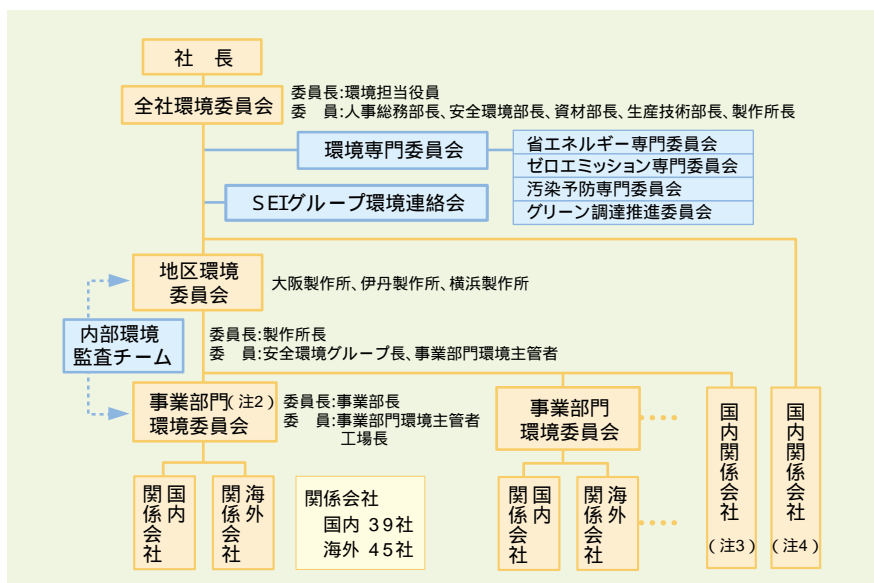 社 長
全社環境委員会
委員長:環境担当役員
委 員:人事総務部長、安全環境部長、資材部長、生産技術部長、製作所長
環境専門委員会
省エネルギー専門委員会
ゼロエミッション専門委員会
汚染予防専門委員会
グリーン調達推進委員会
SEIグループ環境連絡会
地区環境
委員会
大阪製作所、伊丹製作所、横浜製作所
内部環境
監査チーム
委員長:製作所長
委 員:安全環境グループ長、事業部門環境主管者
事業部門(注2)
環境委員会
委員長:事業部長
委 員:事業部門環境主管者
工場長
事業部門
環境委員会
国内
関係会社
海外
関係会社
関係会社
国内 39社
海外 45社
国内
関係会社
海外
関係会社
国内関係会社
(注3)
国内関係会社
(注4)